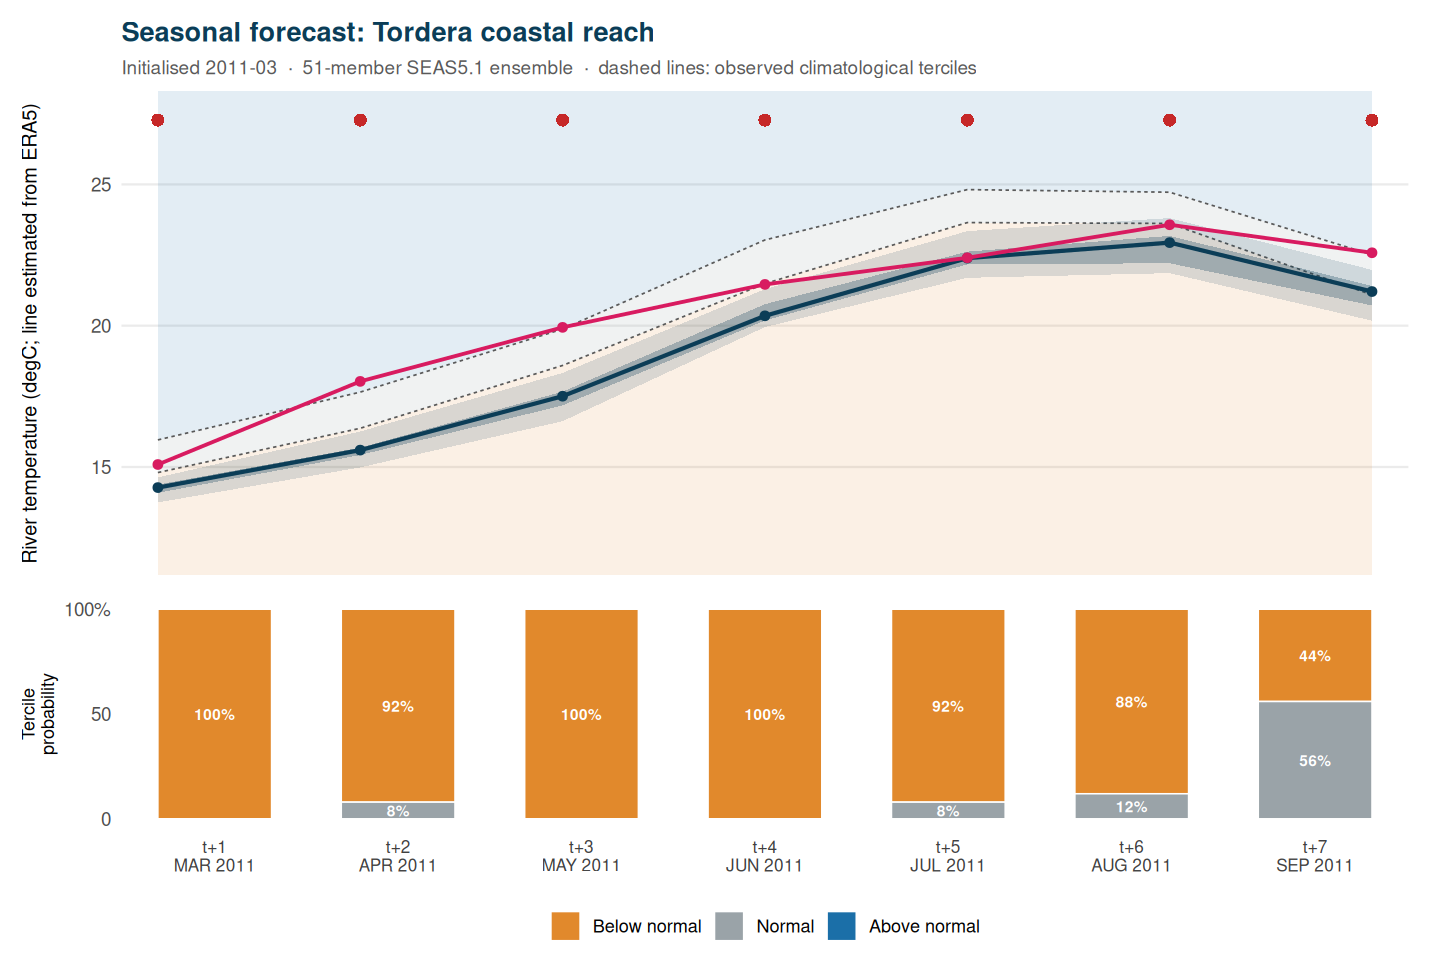 Seasonal forecast: Tordera coastal reach
Initialised 2011-03 · 51-member SEAS5.1 ensemble · dashed lines: observed climatological terciles
River temperature (degC; line estimated from ERA5)
25
20
15
Tercile
probability
100%
50
0
100%
92%
8%
100%
100%
92%
8%
88%
12%
44%
56%
t+1
MAR 2011
t+2
APR 2011
t+3
MAY 2011
t+4
JUN 2011
t+5
JUL 2011
t+6
AUG 2011
t+7
SEP 2011
Below normal
Normal
Above normal